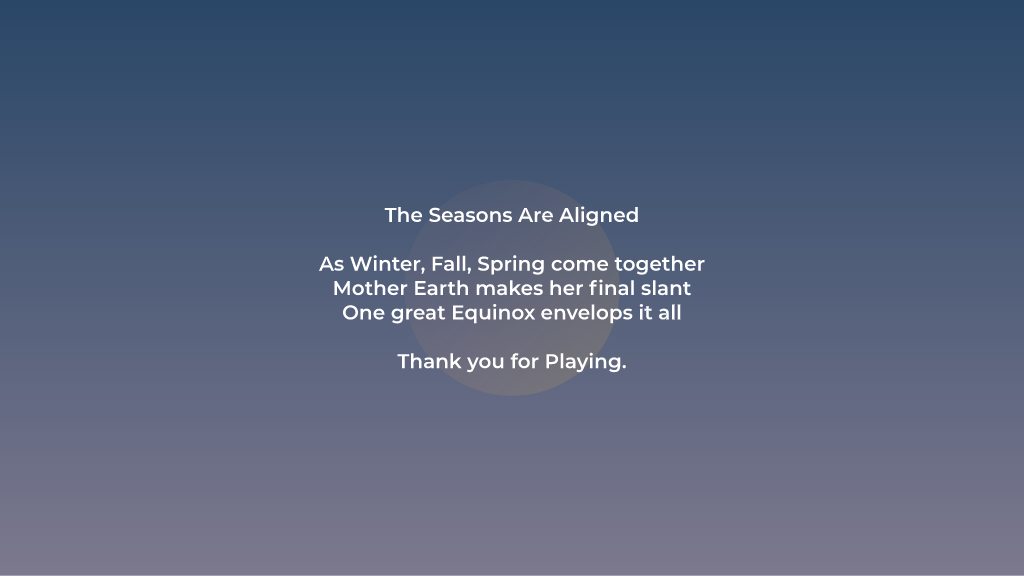 The Seasons Are Aligned
As Winter, Fall, Spring come together
Mother Earth makes her final slant
One great Equinox envelops it all
Thank you for Playing.